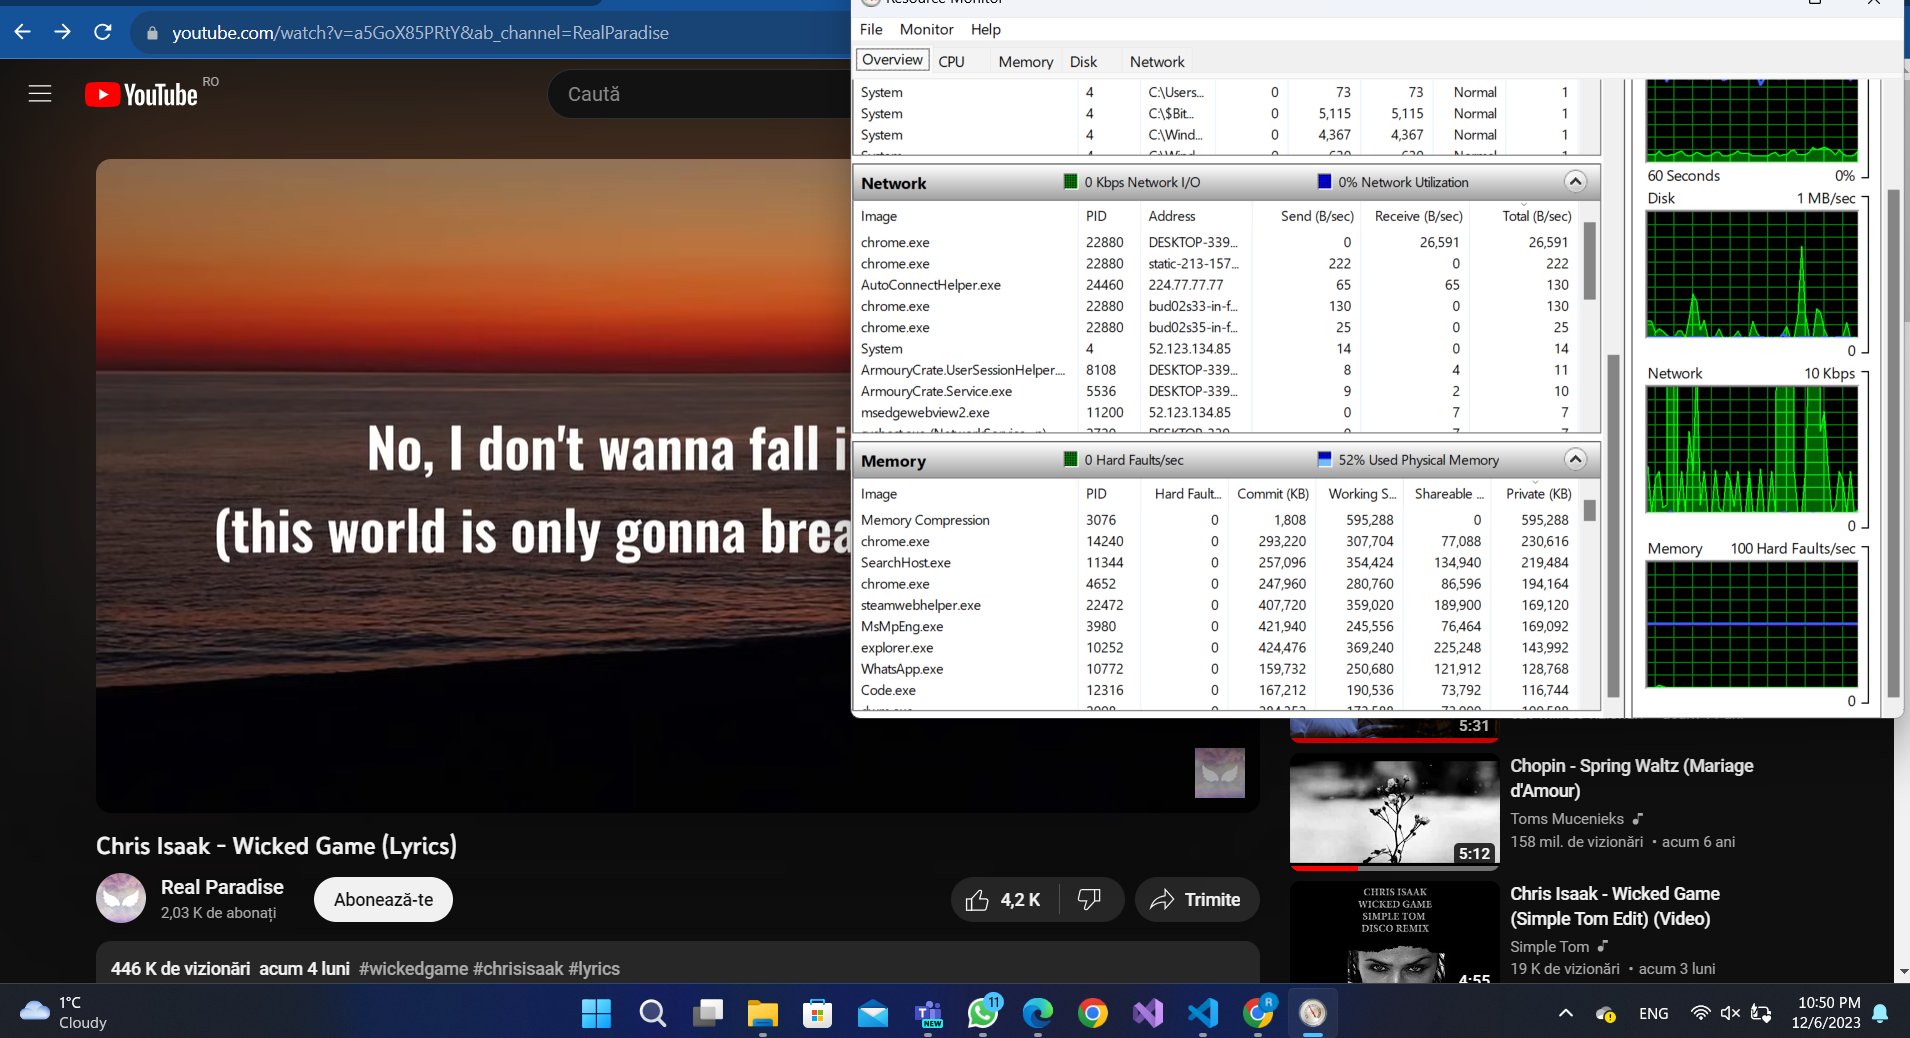 youtube.com/watch?v=a5GoX85PRtY&ab_channel=RealParadise
YouTube RO
Caută
No, I don't wanna fall i
(this world is only gonna brea
Chris Isaak - Wicked Game (Lyrics)
Real Paradise
2,03 K de abonați
Abonează-te
4,2 K
Trimite
446 K de vizionări acum 4 luni #wickedgame #chrisisaak #lyrics
Resource Monitor
File Monitor Help
Overview CPU Memory Disk Network
System 4 C:\Users... 0 73 73 Normal 1
System 4 C:\$Bit... 0 5,115 5,115 Normal 1
System 4 C:\Wind... 0 4,367 4,367 Normal 1
Network 0 Kbps Network I/O 0% Network Utilization
Image PID Address Send (B/sec) Receive (B/sec) Total (B/sec)
chrome.exe 22880 DESKTOP-339... 0 26,591 26,591
chrome.exe 22880 static-213-157... 222 0 222
AutoConnectHelper.exe 24460 224.77.77.77 65 65 130
chrome.exe 22880 bud02s33-in-f... 130 0 130
chrome.exe 22880 bud02s35-in-f... 25 0 25
System 4 52.123.134.85 14 0 14
ArmouryCrate.UserSessionHelper.... 8108 DESKTOP-339... 8 4 11
ArmouryCrate.Service.exe 5536 DESKTOP-339... 9 2 10
msedgewebview2.exe 11200 52.123.134.85 0 7 7
Memory 0 Hard Faults/sec 52% Used Physical Memory
Image PID Hard Fault... Commit (KB) Working S... Shareable ... Private (KB)
Memory Compression 3076 0 1,808 595,288 0 595,288
chrome.exe 14240 0 293,220 307,704 77,088 230,616
SearchHost.exe 11344 0 257,096 354,424 134,940 219,484
chrome.exe 4652 0 247,960 280,760 86,596 194,164
steamwebhelper.exe 22472 0 407,720 359,020 189,900 169,120
MsMpEng.exe 3980 0 421,940 245,556 76,464 169,092
explorer.exe 10252 0 424,476 369,240 225,248 143,992
WhatsApp.exe 10772 0 159,732 250,680 121,912 128,768
Code.exe 12316 0 167,212 190,536 73,792 116,744
60 Seconds 0%
Disk 1 MB/sec
0
Network 10 Kbps
0
Memory 100 Hard Faults/sec
0
5:31
Chopin - Spring Waltz (Mariage
d'Amour)
Toms Mucenieks
158 mil. de vizionări • acum 6 ani
5:12
CHRIS ISAAK
WICKED GAME
SIMPLE TOM
DISCO REMIX
4:55
Chris Isaak - Wicked Game
(Simple Tom Edit) (Video)
Simple Tom
19 K de vizionări • acum 3 luni
1°C
Cloudy
NEW
11
R
ENG
10:50 PM
12/6/2023